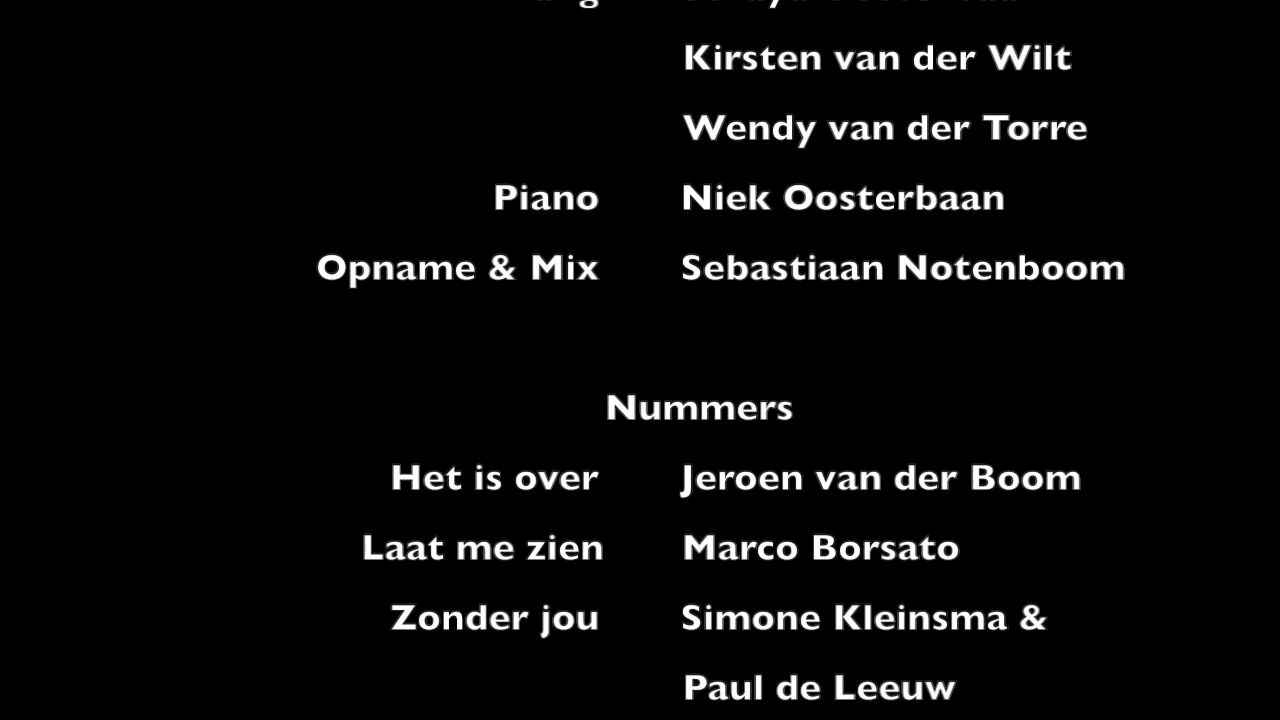 Kirsten van der Wilt
Wendy van der Torre
Piano Niek Oosterbaan
Opname & Mix Sebastiaan Notenboom
Nummers
Het is over Jeroen van der Boom
Laat me zien Marco Borsato
Zonder jou Simone Kleinsma &
Paul de Leeuw